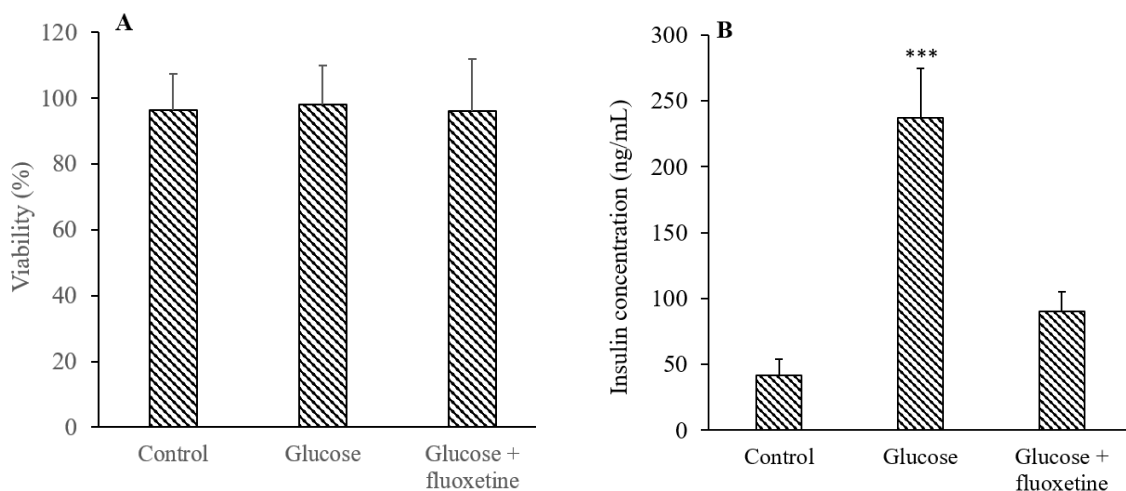 A
120
100
80
60
40
20
0
Viability (%)
Control
Glucose
Glucose +
fluoxetine
B
300
250
200
150
100
50
0
Insulin concentration (ng/mL)
***
Control
Glucose
Glucose +
fluoxetine